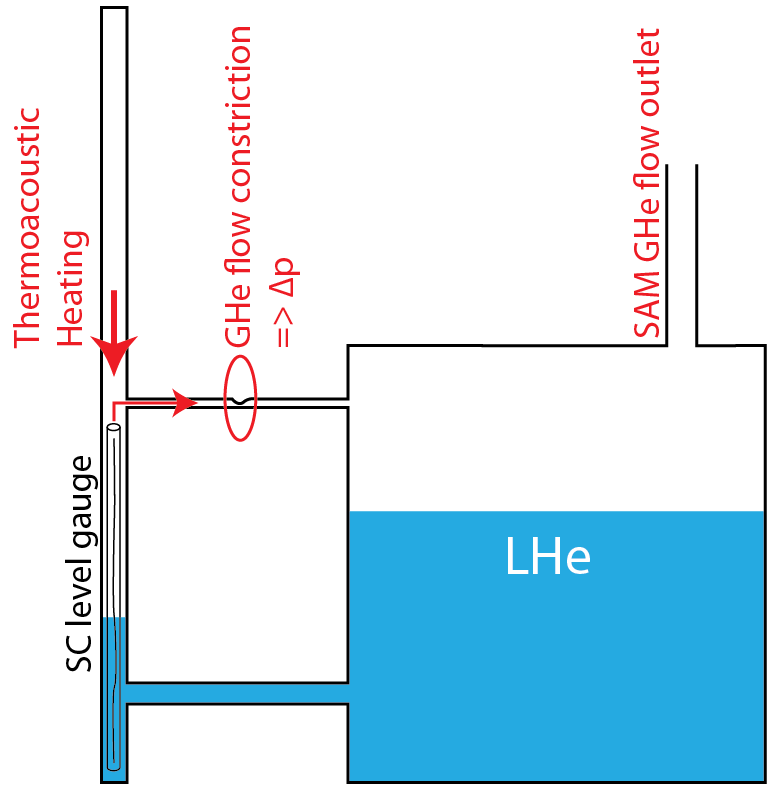 Thermoacoustic
Heating
GHe flow constriction
=> Δp
SAM GHe flow outlet
SC level gauge
LHe